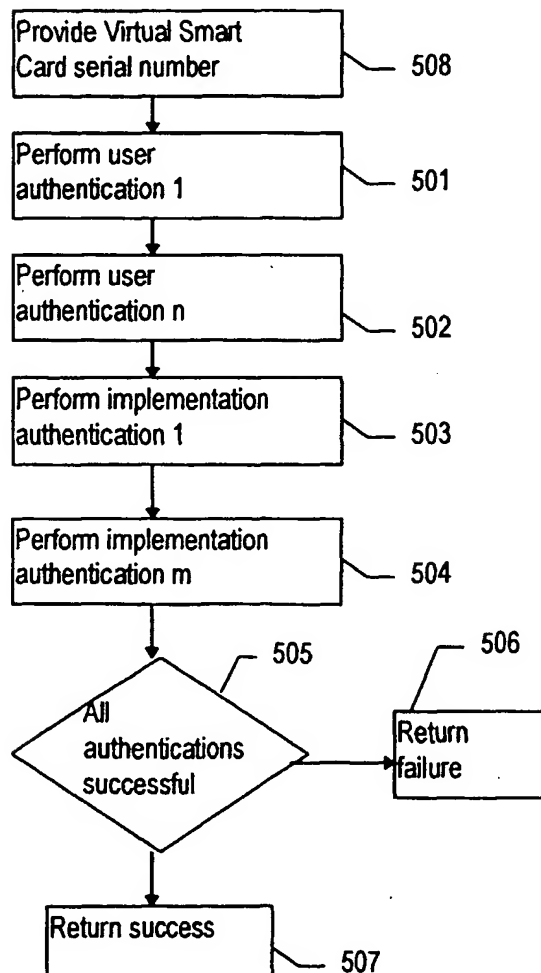 Provide Virtual Smart
Card serial number
508
Perform user
authentication 1
501
Perform user
authentication n
502
Perform implementation
authentication 1
503
Perform implementation
authentication m
504
505
All
authentications
successful
506
Return
failure
Return success
507